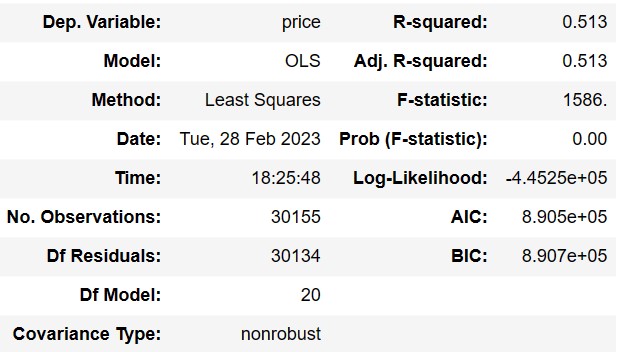 Dep. Variable: price R-squared: 0.513
Model: OLS Adj. R-squared: 0.513
Method: Least Squares F-statistic: 1586.
Date: Tue, 28 Feb 2023 Prob (F-statistic): 0.00
Time: 18:25:48 Log-Likelihood: -4.4525e+05
No. Observations: 30155 AIC: 8.905e+05
Df Residuals: 30134 BIC: 8.907e+05
Df Model: 20
Covariance Type: nonrobust